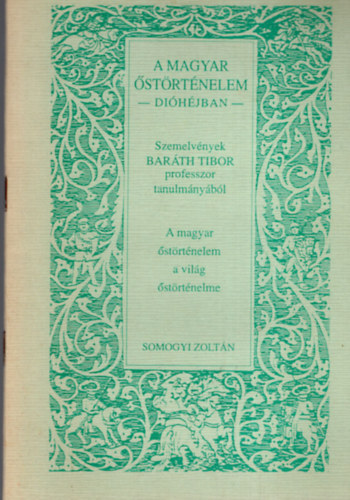 A MAGYAR
ŐSTÖRTÉNELEM
— DIÓHÉJBAN —
Szemelvények
BARÁTH TIBOR
professzor
tanulmányából
A magyar
őstörténelem
a világ
őstörténelme
SOMOGYI ZOLTÁN